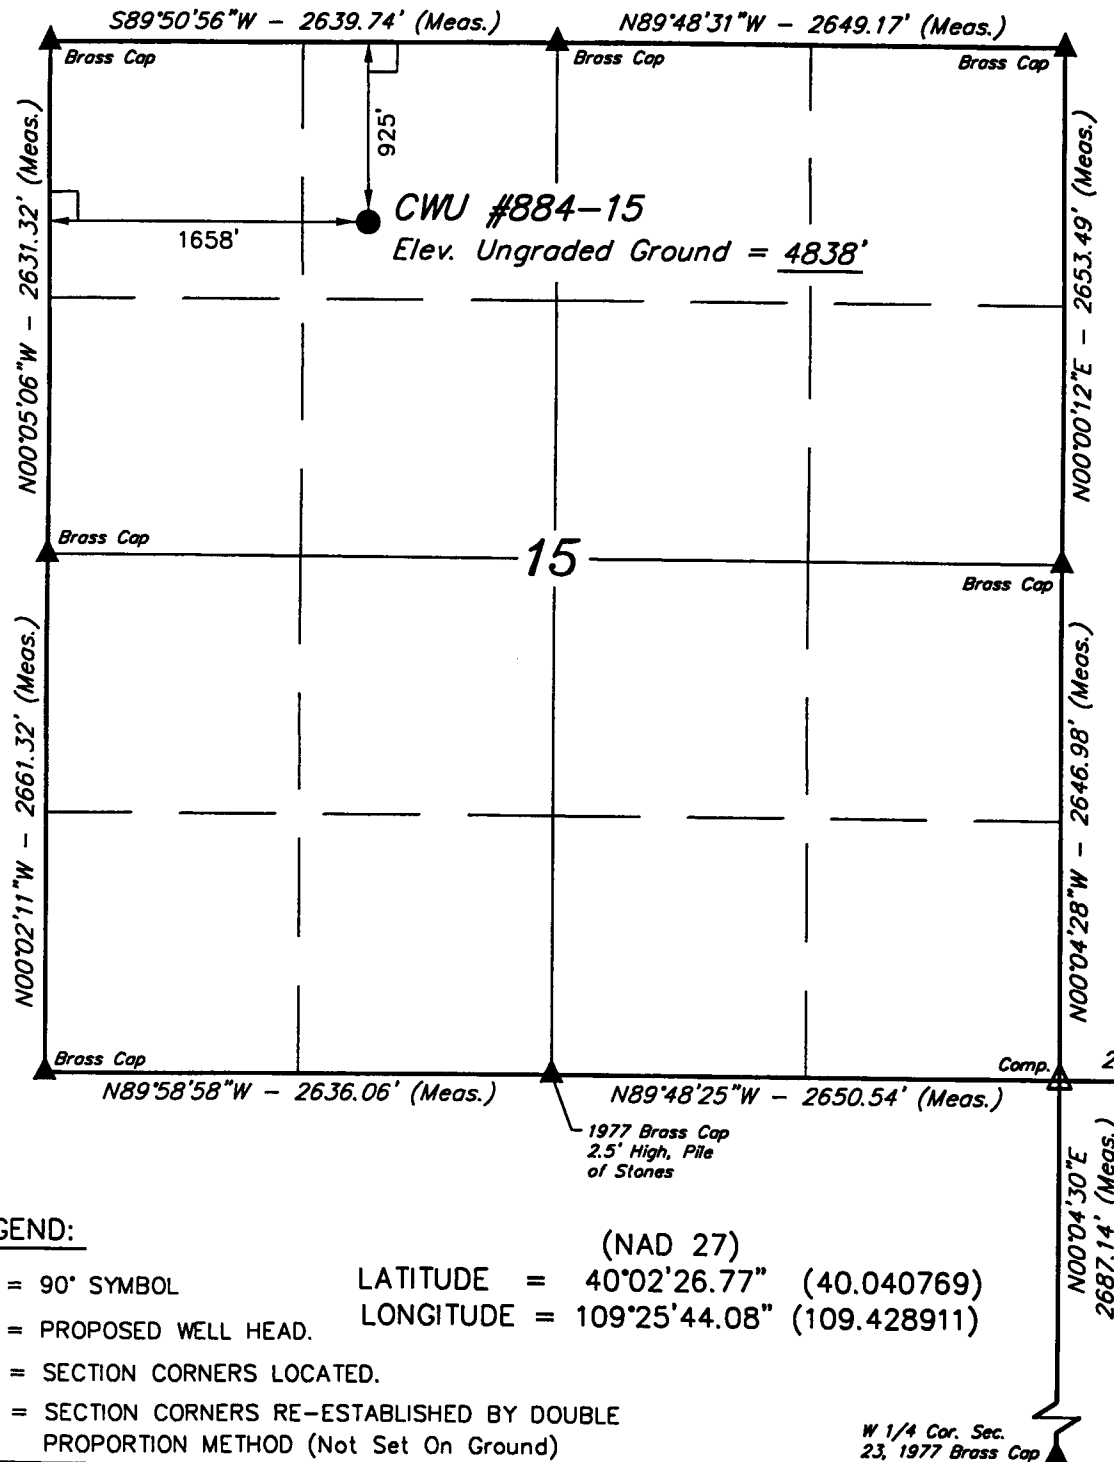 S89°50'56"W - 2639.74' (Meas.)
N89°48'31"W - 2649.17' (Meas.)
Brass Cap
Brass Cap
Brass Cap
N00°05'06"W - 2631.32' (Meas.)
925'
1658'
CWU #884-15
Elev. Ungraded Ground = 4838'
N00°00'12"E - 2653.49' (Meas.)
Brass Cap
15
Brass Cap
N00°02'11"W - 2661.32' (Meas.)
N00°04'28"W - 2646.98' (Meas.)
Brass Cap
Comp.
2
N89°58'58"W - 2636.06' (Meas.)
N89°48'25"W - 2650.54' (Meas.)
1977 Brass Cap
2.5' High, Pile
of Stones
N00°04'30"E
2687.14' (Meas.)
GEND:
= 90° SYMBOL
= PROPOSED WELL HEAD.
= SECTION CORNERS LOCATED.
= SECTION CORNERS RE-ESTABLISHED BY DOUBLE
PROPORTION METHOD (Not Set On Ground)
(NAD 27)
LATITUDE = 40°02'26.77" (40.040769)
LONGITUDE = 109°25'44.08" (109.428911)
W 1/4 Cor. Sec.
23, 1977 Brass Cap